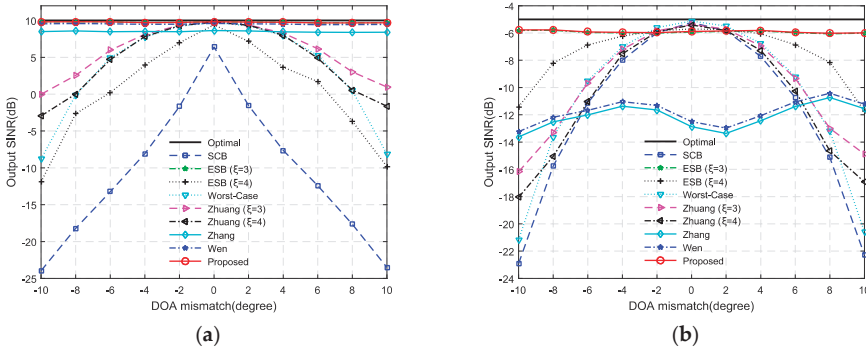 10
5
0
-5
-10
-15
-20
-25
Output SINR(dB)
Optimal
SCB
ESB (ξ=3)
ESB (ξ=4)
Worst-Case
Zhuang (ξ=3)
Zhuang (ξ=4)
Zhang
Wen
Proposed
-10 -8 -6 -4 -2 0 2 4 6 8 10
DOA mismatch(degree)
(a)
-4
-6
-8
-10
-12
-14
-16
-18
-20
-22
-24
Output SINR(dB)
Optimal
SCB
ESB (ξ=3)
ESB (ξ=4)
Worst-Case
Zhuang (ξ=3)
Zhuang (ξ=4)
Zhang
Wen
Proposed
-10 -8 -6 -4 -2 0 2 4 6 8 10
DOA mismatch(degree)
(b)